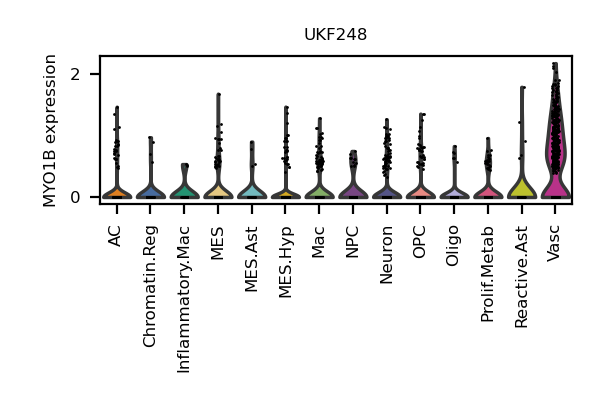 UKF248
MYO1B expression
2
0
AC
Chromatin.Reg
Inflammatory.Mac
MES
MES.Ast
MES.Hyp
Mac
NPC
Neuron
OPC
Oligo
Prolif.Metab
Reactive.Ast
Vasc